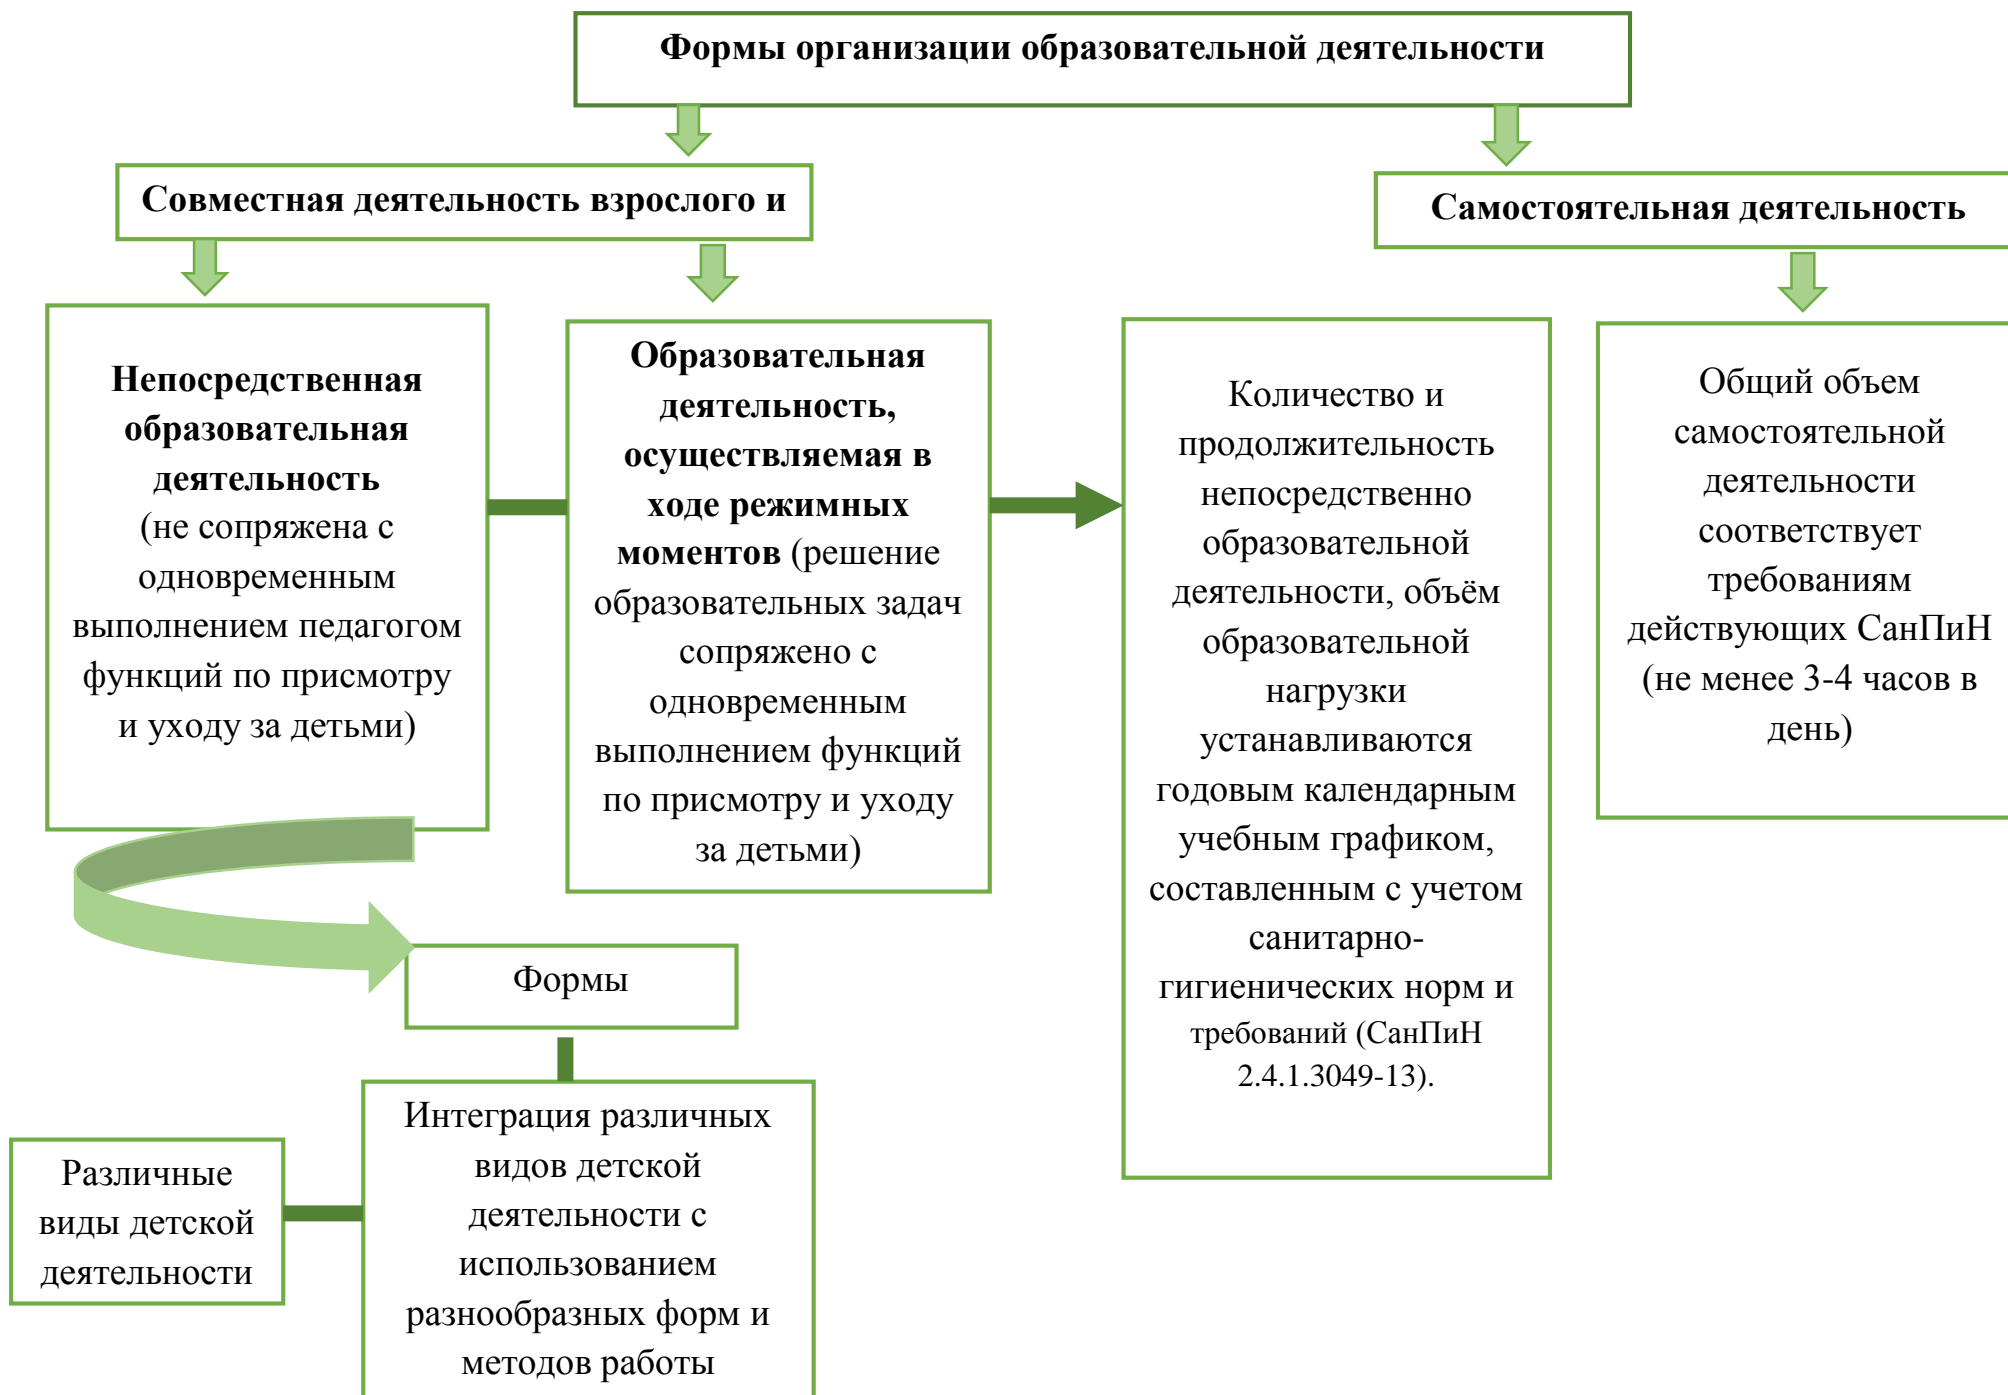 Формы организации образовательной деятельности
Совместная деятельность взрослого и
Самостоятельная деятельность
Непосредственная
образовательная
деятельность
(не сопряжена с
одновременным
выполнением педагогом
функций по присмотру
и уходу за детьми)
Образовательная
деятельность,
осуществляемая в
ходе режимных
моментов (решение
образовательных задач
сопряжено с
одновременным
выполнением функций
по присмотру и уходу
за детьми)
Количество и
продолжительность
непосредственно
образовательной
деятельности, объём
образовательной
нагрузки
устанавливаются
годовым календарным
учебным графиком,
составленным с учетом
санитарно-
гигиенических норм и
требований (СанПиН
2.4.1.3049-13).
Общий объем
самостоятельной
деятельности
соответствует
требованиям
действующих СанПиН
(не менее 3-4 часов в
день)
Формы
Интеграция различных
видов детской
деятельности с
использованием
разнообразных форм и
методов работы
Различные
виды детской
деятельности